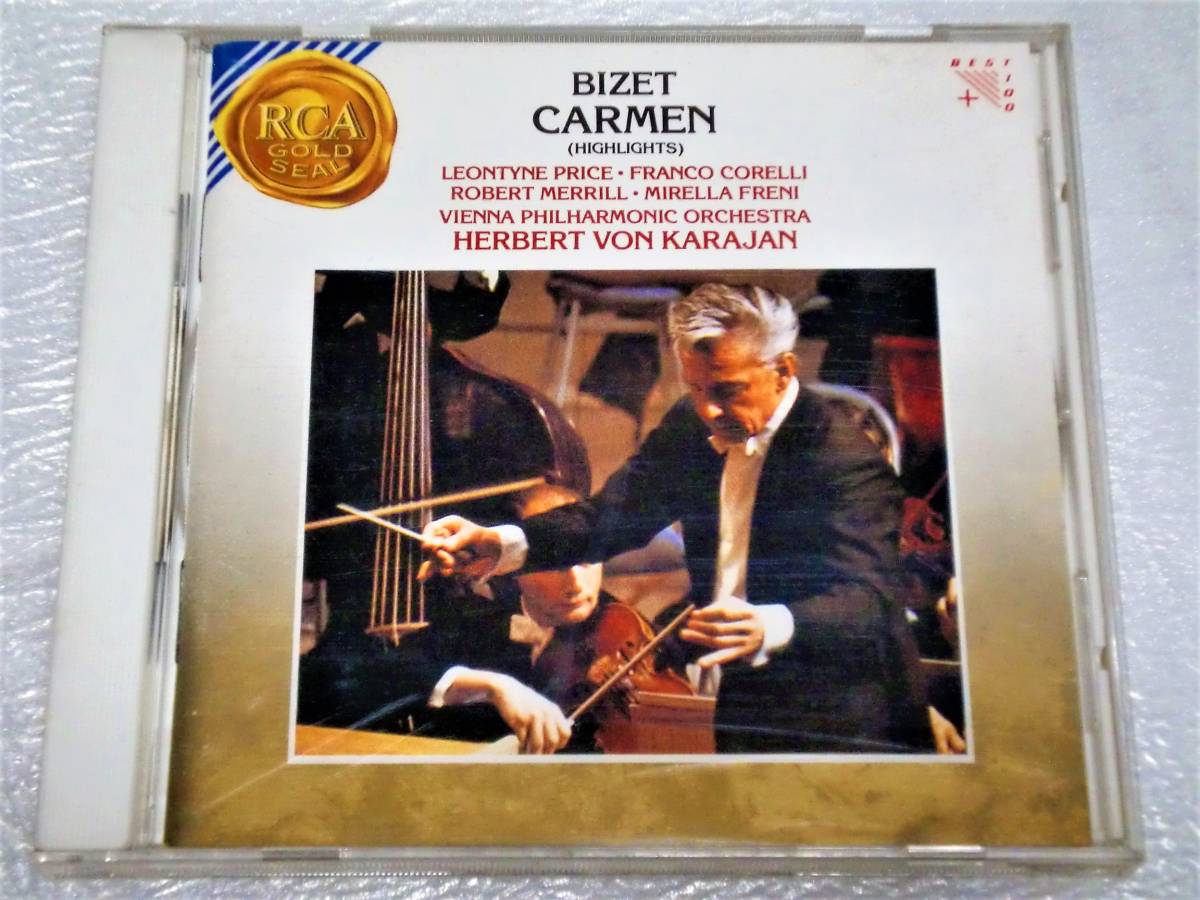 RCA
GOLD
SEAL
BIZET
CARMEN
(HIGHLIGHTS)
LEONTYNE PRICE • FRANCO CORELLI
ROBERT MERRILL • MIRELLA FRENI
VIENNA PHILHARMONIC ORCHESTRA
HERBERT VON KARAJAN
BEST
+ 100